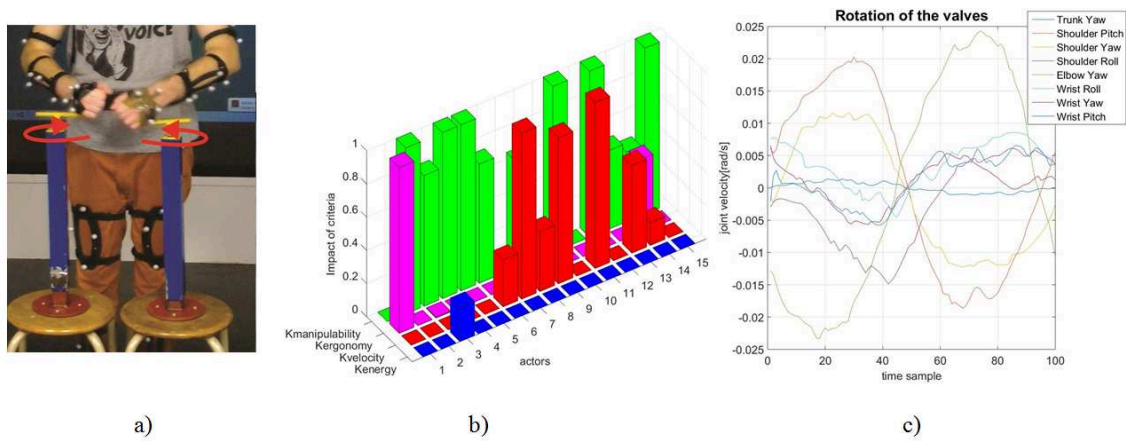 VOICE
a)
1
0.8
0.6
0.4
0.2
0
Impact of criteria
Kmanipulability
Kergonomy
Kvelocity
Kenergy
1
2
3
4
5
6
7
8
9
10
11
12
13
14
15
actors
b)
Rotation of the valves
Trunk Yaw
Shoulder Pitch
Shoulder Yaw
Shoulder Roll
Elbow Yaw
Wrist Roll
Wrist Yaw
Wrist Pitch
0.025
0.02
0.015
0.01
0.005
0
-0.005
-0.01
-0.015
-0.02
-0.025
joint velocity[rad/s]
0
20
40
60
80
100
time sample
c)